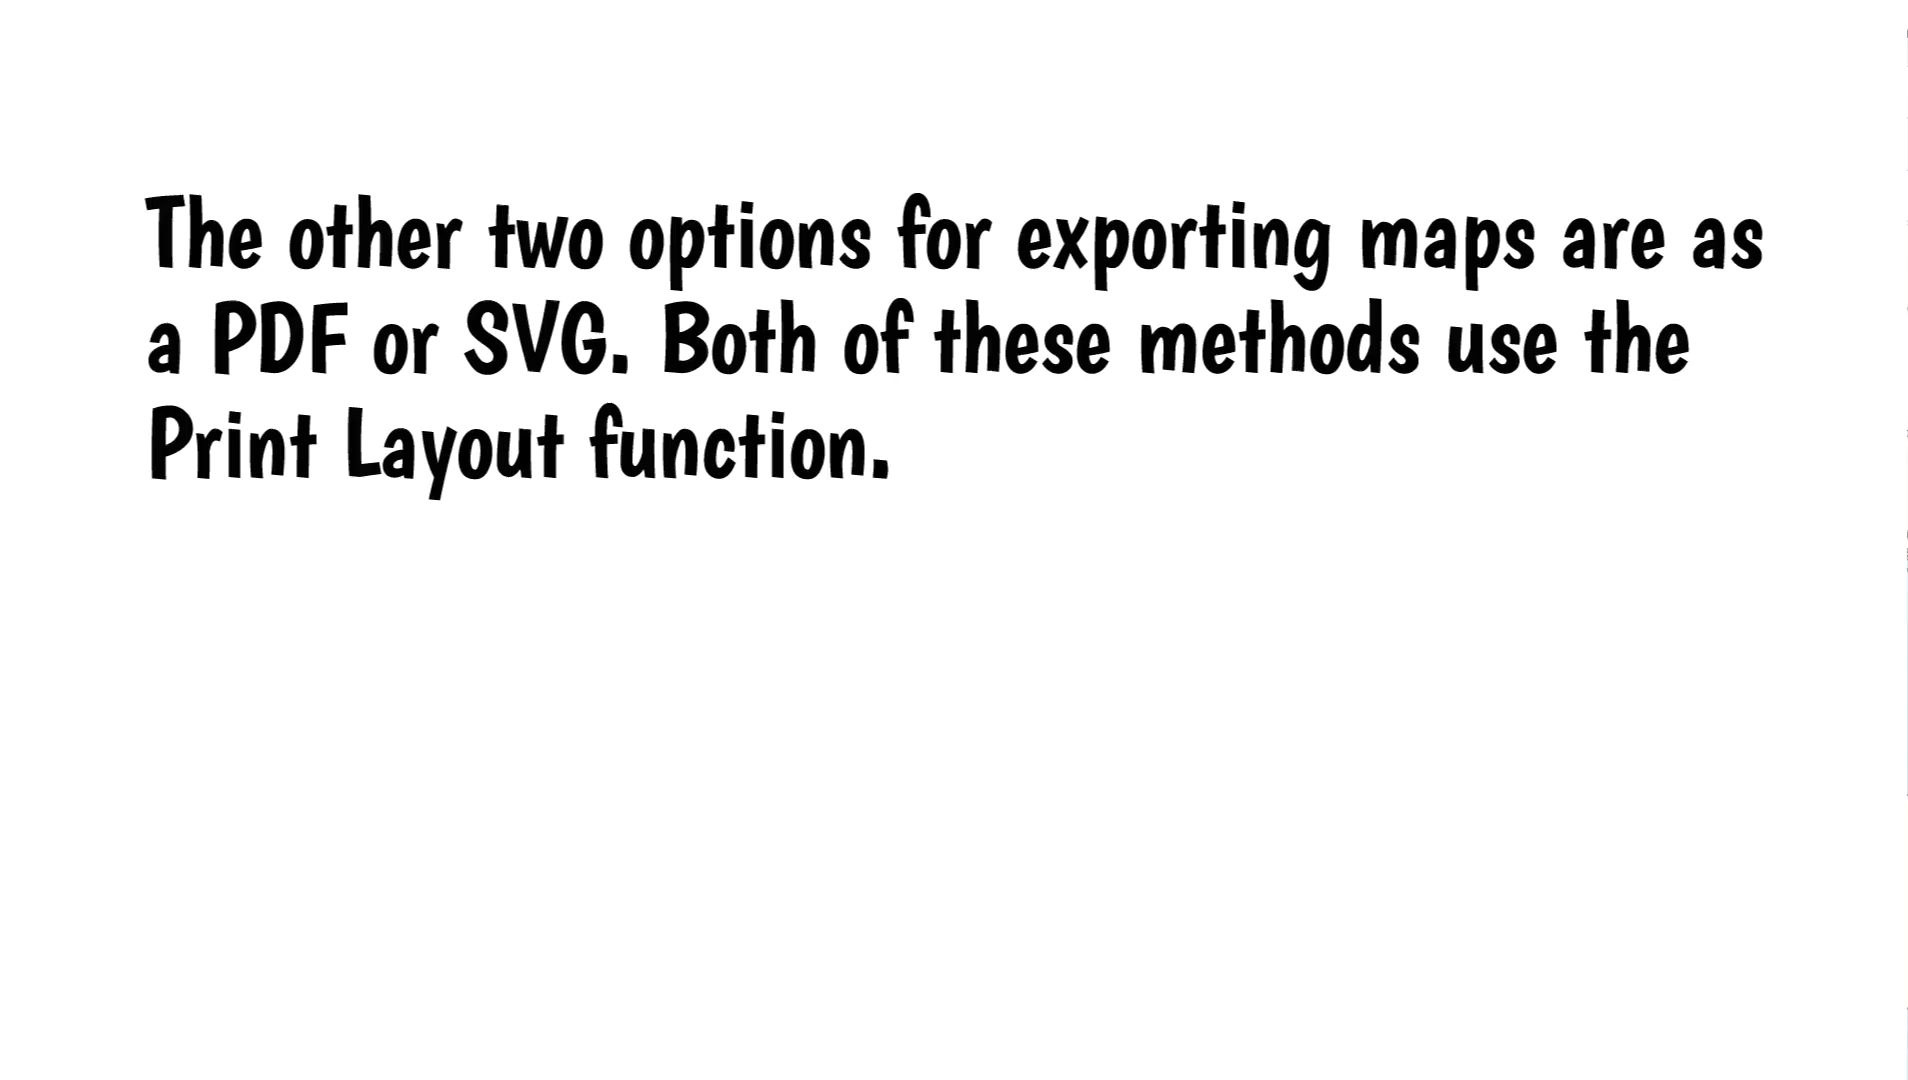 The other two options for exporting maps are as
a PDF or SVG. Both of these methods use the
Print Layout function.